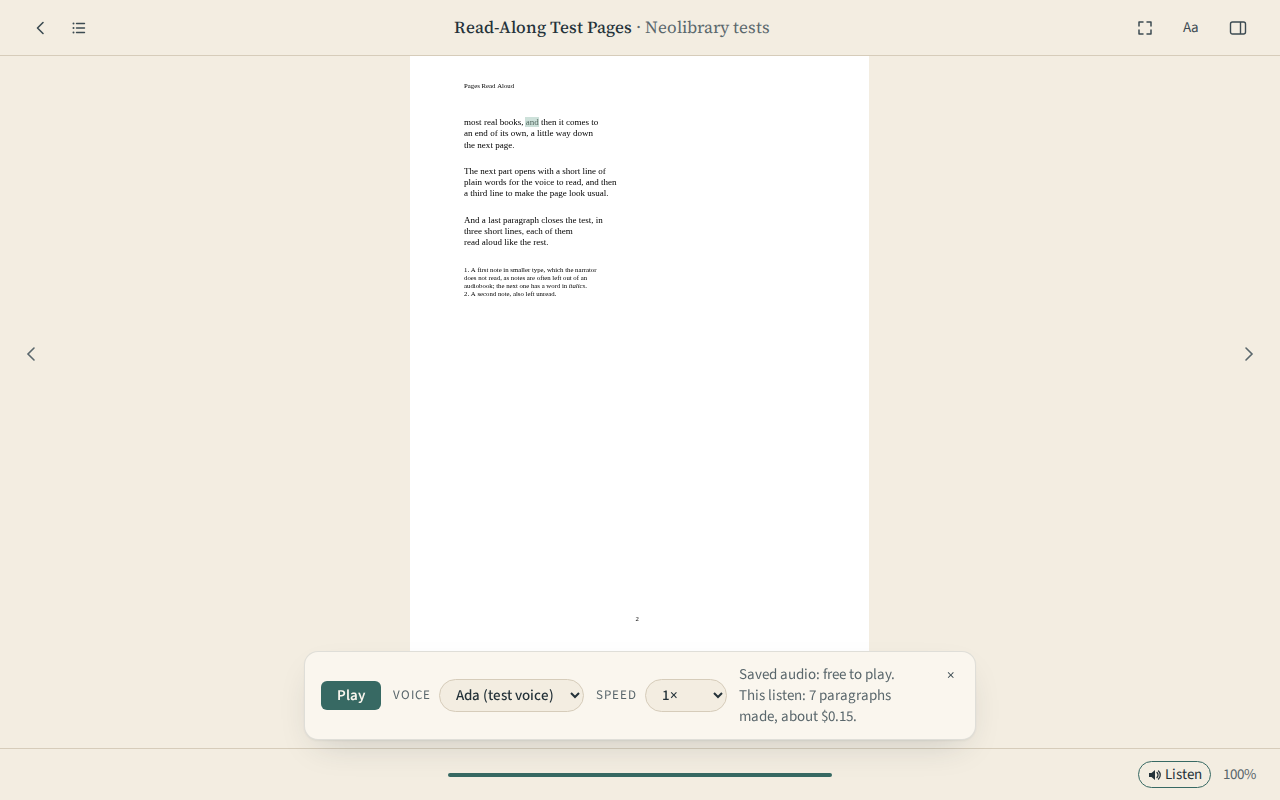 Read-Along Test Pages · Neolibrary tests
Aa
Pages Read Aloud
most real books, and then it comes to
an end of its own, a little way down
the next page.
The next part opens with a short line of
plain words for the voice to read, and then
a third line to make the page look usual.
And a last paragraph closes the test, in
three short lines, each of them
read aloud like the rest.
1. A first note in smaller type, which the narrator
does not read, as notes are often left out of an
audiobook; the next one has a word in italics.
2. A second note, also left unread.
2
Play
VOICE
Ada (test voice)
SPEED
1×
Saved audio: free to play.
This listen: 7 paragraphs
made, about $0.15.
×
Listen
100%